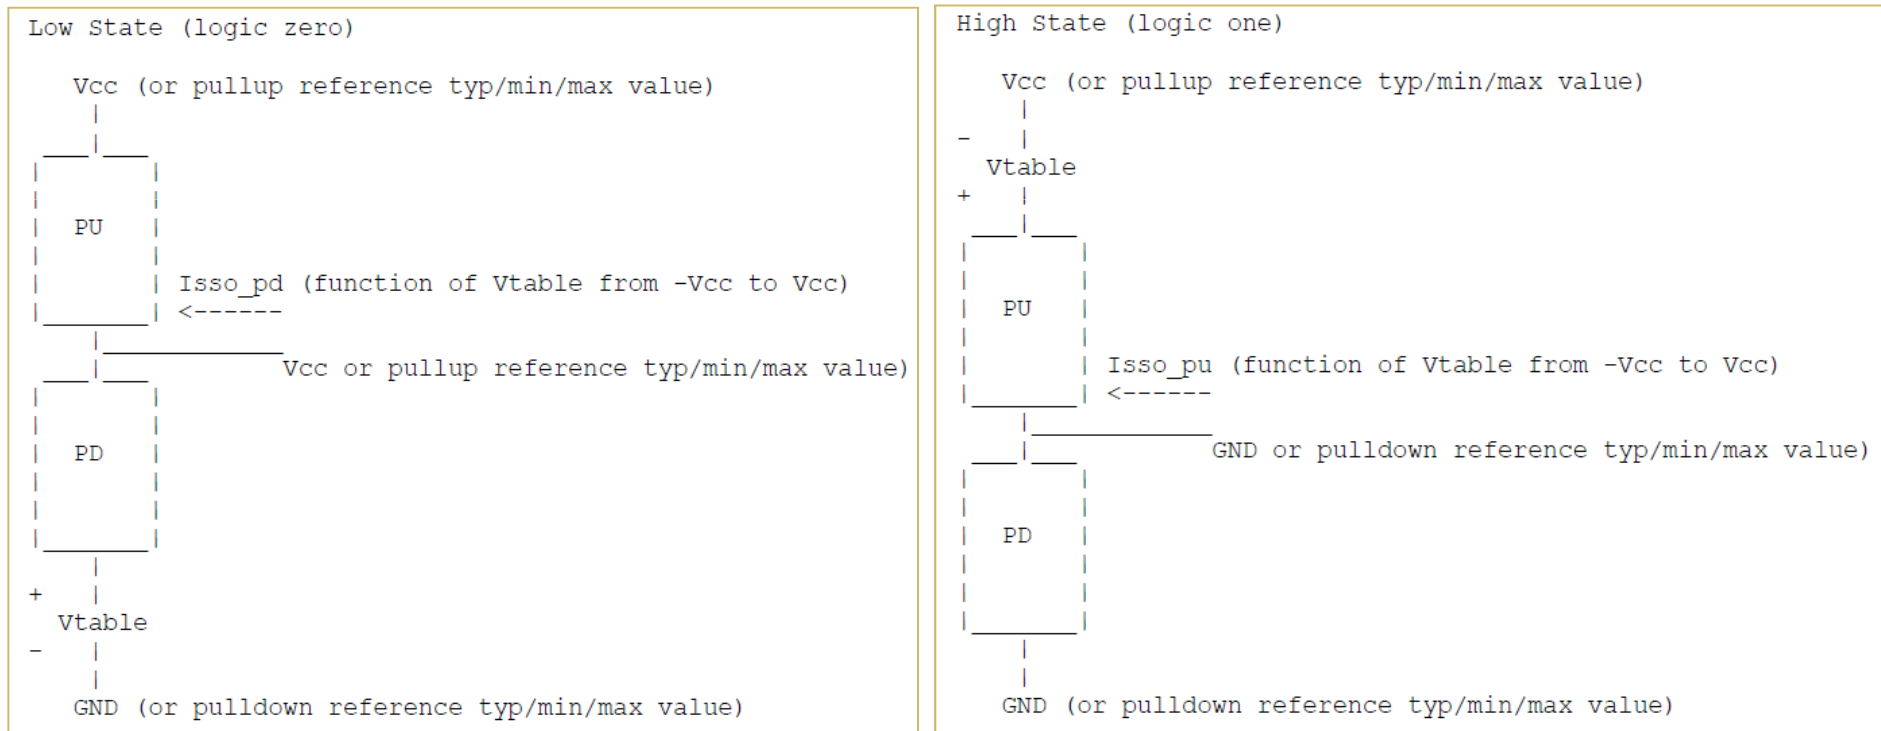 Low State (logic zero)
Vcc (or pullup reference typ/min/max value)
PU
Isso_pd (function of Vtable from -Vcc to Vcc)
<------
Vcc or pullup reference typ/min/max value)
PD
+
Vtable
-
GND (or pulldown reference typ/min/max value)
High State (logic one)
Vcc (or pullup reference typ/min/max value)
-
Vtable
+
PU
Isso_pu (function of Vtable from -Vcc to Vcc)
<------
GND or pulldown reference typ/min/max value)
PD
GND (or pulldown reference typ/min/max value)